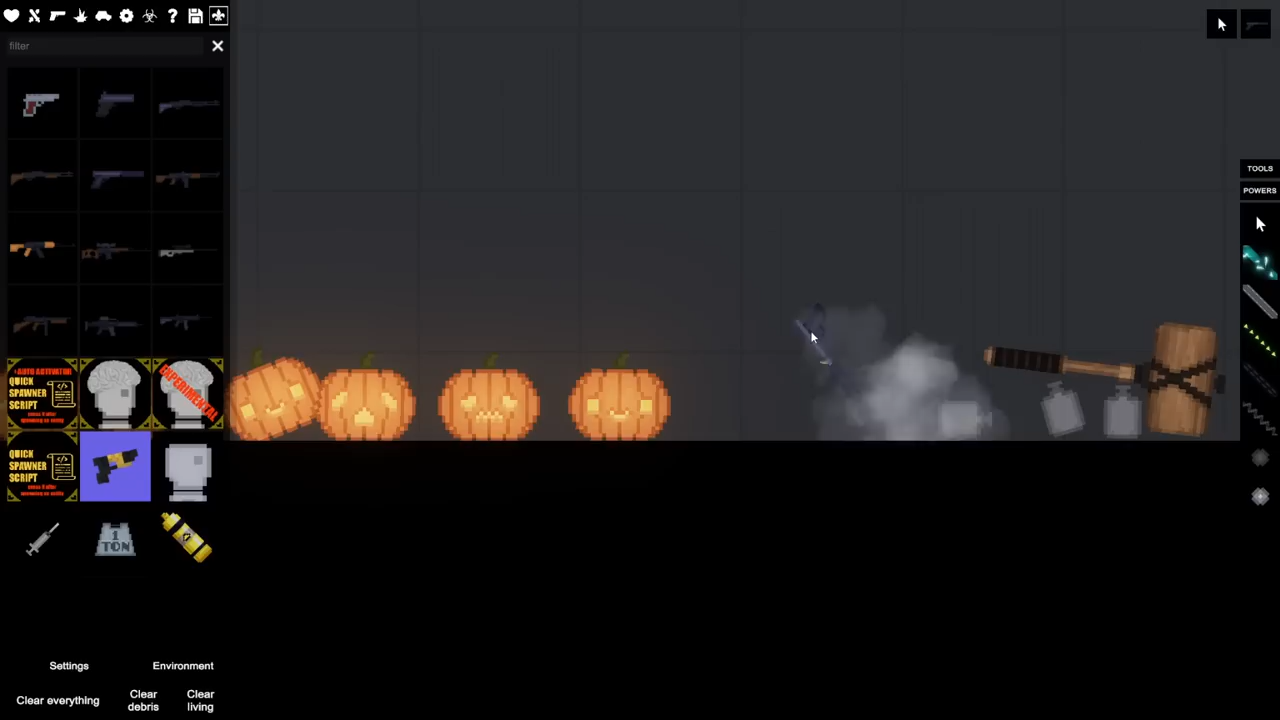 ?
filter
TOOLS
POWERS
+AUTO ACTIVATOR
QUICK
SPAWNER
SCRIPT
EXPERIMENTAL
QUICK
SPAWNER
SCRIPT
1
TON
Settings
Environment
Clear everything
Clear
debris
Clear
living